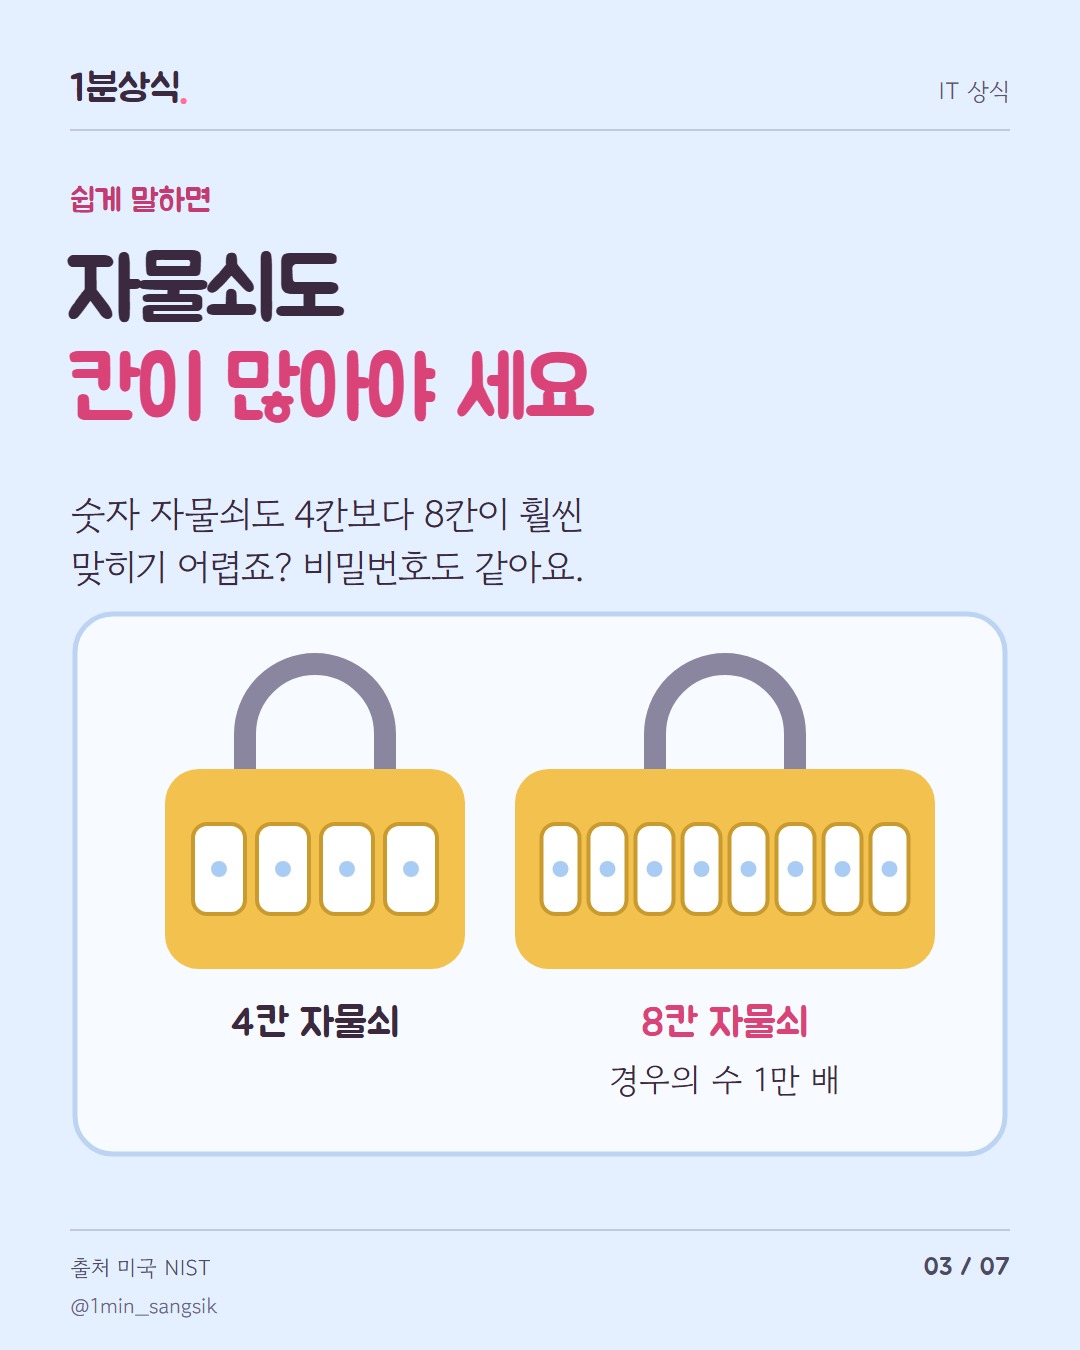 1분상식.
IT 상식
쉽게 말하면
자물쇠도
칸이 많아야 세요
숫자 자물쇠도 4칸보다 8칸이 훨씬
맞히기 어렵죠? 비밀번호도 같아요.
4칸 자물쇠
8칸 자물쇠
경우의 수 1만 배
출처 미국 NIST
03 / 07
@1min_sangsik